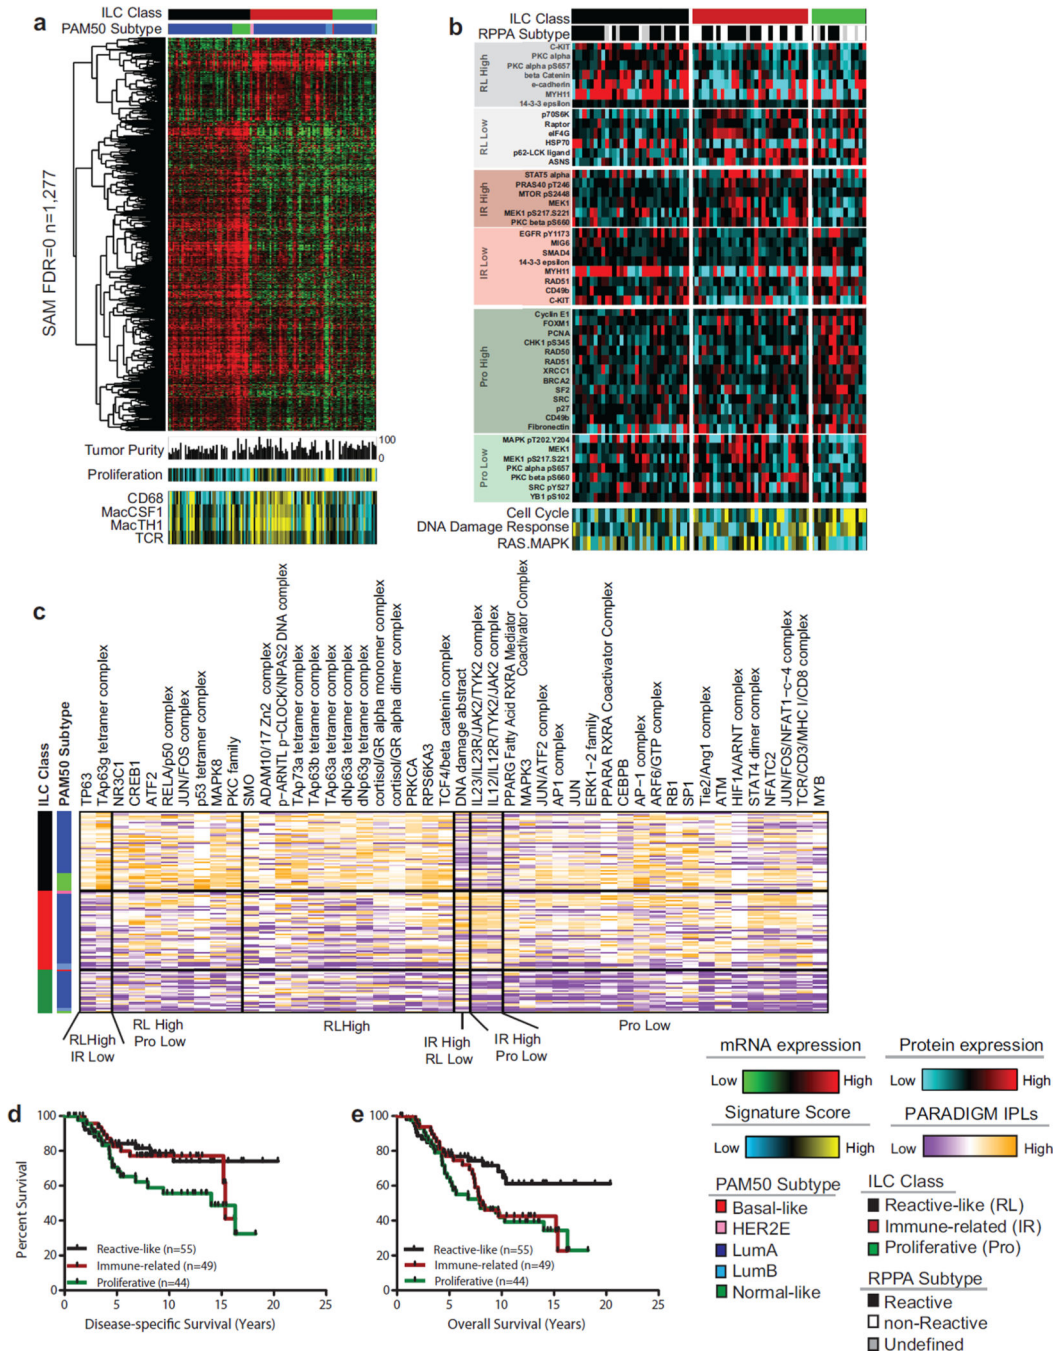 a
ILC Class
PAM50 Subtype
SAM FDR=0 n=1,277
Tumor Purity
100
0
Proliferation
CD68
MacCSF1
MacTH1
TCR
b
ILC Class
RPPA Subtype
RL High
C-KIT
PKC alpha
PKC alpha pS657
beta Catenin
e-cadherin
MYH11
14-3-3 epsilon
RL Low
p70S6K
Raptor
eIF4G
HSP70
p62-LCK ligand
ASNS
IR High
STAT5 alpha
PRAS40 pT246
MTOR pS2448
MEK1
MEK1 pS217.S221
PKC beta pS660
IR Low
EGFR pY1173
MIG6
SMAD4
14-3-3 epsilon
MYH11
RAD51
CD49b
C-KIT
Pro High
Cyclin E1
FOXM1
PCNA
CHK1 pS345
RAD50
RAD51
XRCC1
BRCA2
SF2
SRC
p27
CD49b
Fibronectin
Pro Low
MAPK pT202.Y204
MEK1
MEK1 pS217.S221
PKC alpha pS657
PKC beta pS660
SRC pY527
YB1 pS102
Cell Cycle
DNA Damage Response
RAS.MAPK
c
ILC Class
PAM50 Subtype
TP63
TAp63g tetramer complex
NR3C1
CREB1
ATF2
RELA/p50 complex
JUN/FOS complex
p53 tetramer complex
MAPK8
PKC family
SMO
ADAM10/17 Zn2 complex
p-ARNTL p-CLOCK/NPAS2 DNA complex
TAp73a tetramer complex
TAp63b tetramer complex
TAp63a tetramer complex
dNp63a tetramer complex
dNp63g tetramer complex
cortisol/GR alpha monomer complex
cortisol/GR alpha dimer complex
PRKCA
RPS6KA3
TCF4/beta catenin complex
DNA damage abstract
IL23/IL23R/JAK2/TYK2 complex
IL12/IL12R/TYK2/JAK2 complex
PPARG Fatty Acid RXRA Mediator
Coactivator Complex
MAPK3
JUN/ATF2 complex
AP1 complex
JUN
ERK1-2 family
PPARA RXRA Coactivator Complex
CEBPB
AP-1 complex
ARF6/GTP complex
RB1
SP1
Tie2/Ang1 complex
ATM
HIF1A/ARNT complex
STAT4 dimer complex
NFATC2
JUN/FOS/NFAT1-c-4 complex
TCR/CD3/MHC I/CD8 complex
MYB
RLHigh
IR Low
RL High
Pro Low
RLHigh
IR High
RL Low
IR High
Pro Low
Pro Low
d
Percent Survival
100
80
60
40
20
0
Reactive-like (n=55)
Immune-related (n=49)
Proliferative (n=44)
0 5 10 15 20 25
Disease-specific Survival (Years)
e
100
80
60
40
20
0
Reactive-like (n=55)
Immune-related (n=49)
Proliferative (n=44)
0 5 10 15 20 25
Overall Survival (Years)
mRNA expression
Low High
Protein expression
Low High
Signature Score
Low High
PARADIGM IPLs
Low High
PAM50 Subtype
Basal-like
HER2E
LumA
LumB
Normal-like
ILC Class
Reactive-like (RL)
Immune-related (IR)
Proliferative (Pro)
RPPA Subtype
Reactive
non-Reactive
Undefined